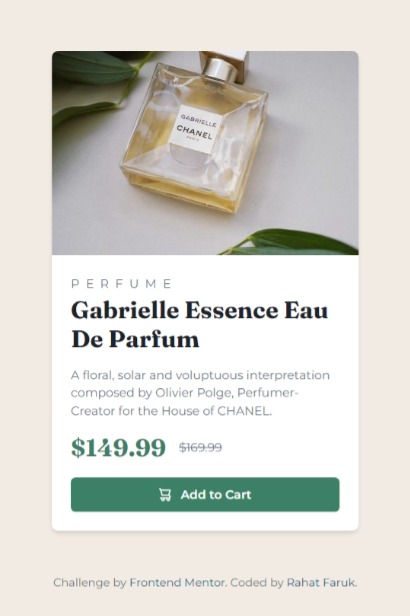 GABRIELLE
CHANEL
PARIS
PERFUME
Gabrielle Essence Eau
De Parfum
A floral, solar and voluptuous interpretation
composed by Olivier Polge, Perfumer-
Creator for the House of CHANEL.
$149.99 $169.99
Add to Cart
Challenge by Frontend Mentor. Coded by Rahat Faruk.